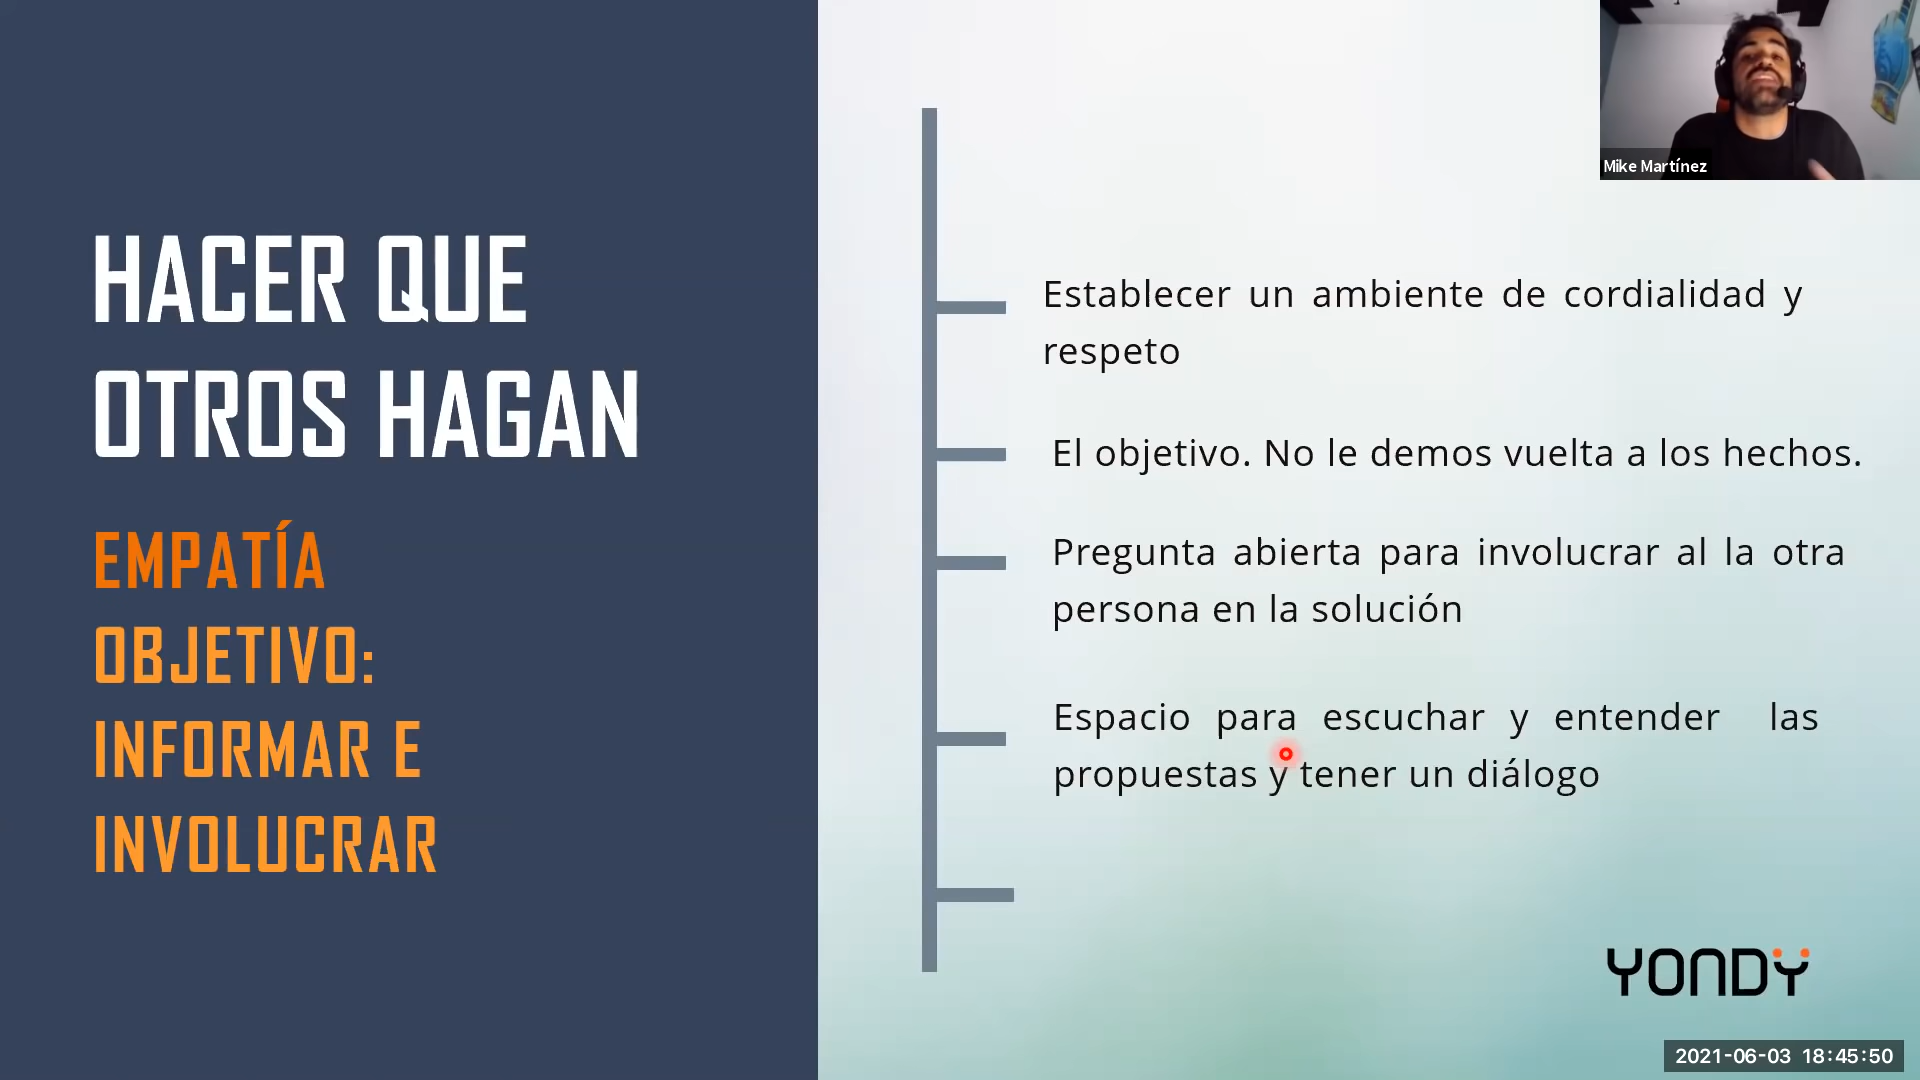 HACER QUE
OTROS HAGAN
EMPATÍA
OBJETIVO:
INFORMAR E
INVOLUCRAR
Establecer un ambiente de cordialidad y
respeto
El objetivo. No le demos vuelta a los hechos.
Pregunta abierta para involucrar al la otra
persona en la solución
Espacio para escuchar y entender las
propuestas y tener un diálogo
Mike Martínez
YONDY
2021-06-03 18:45:50